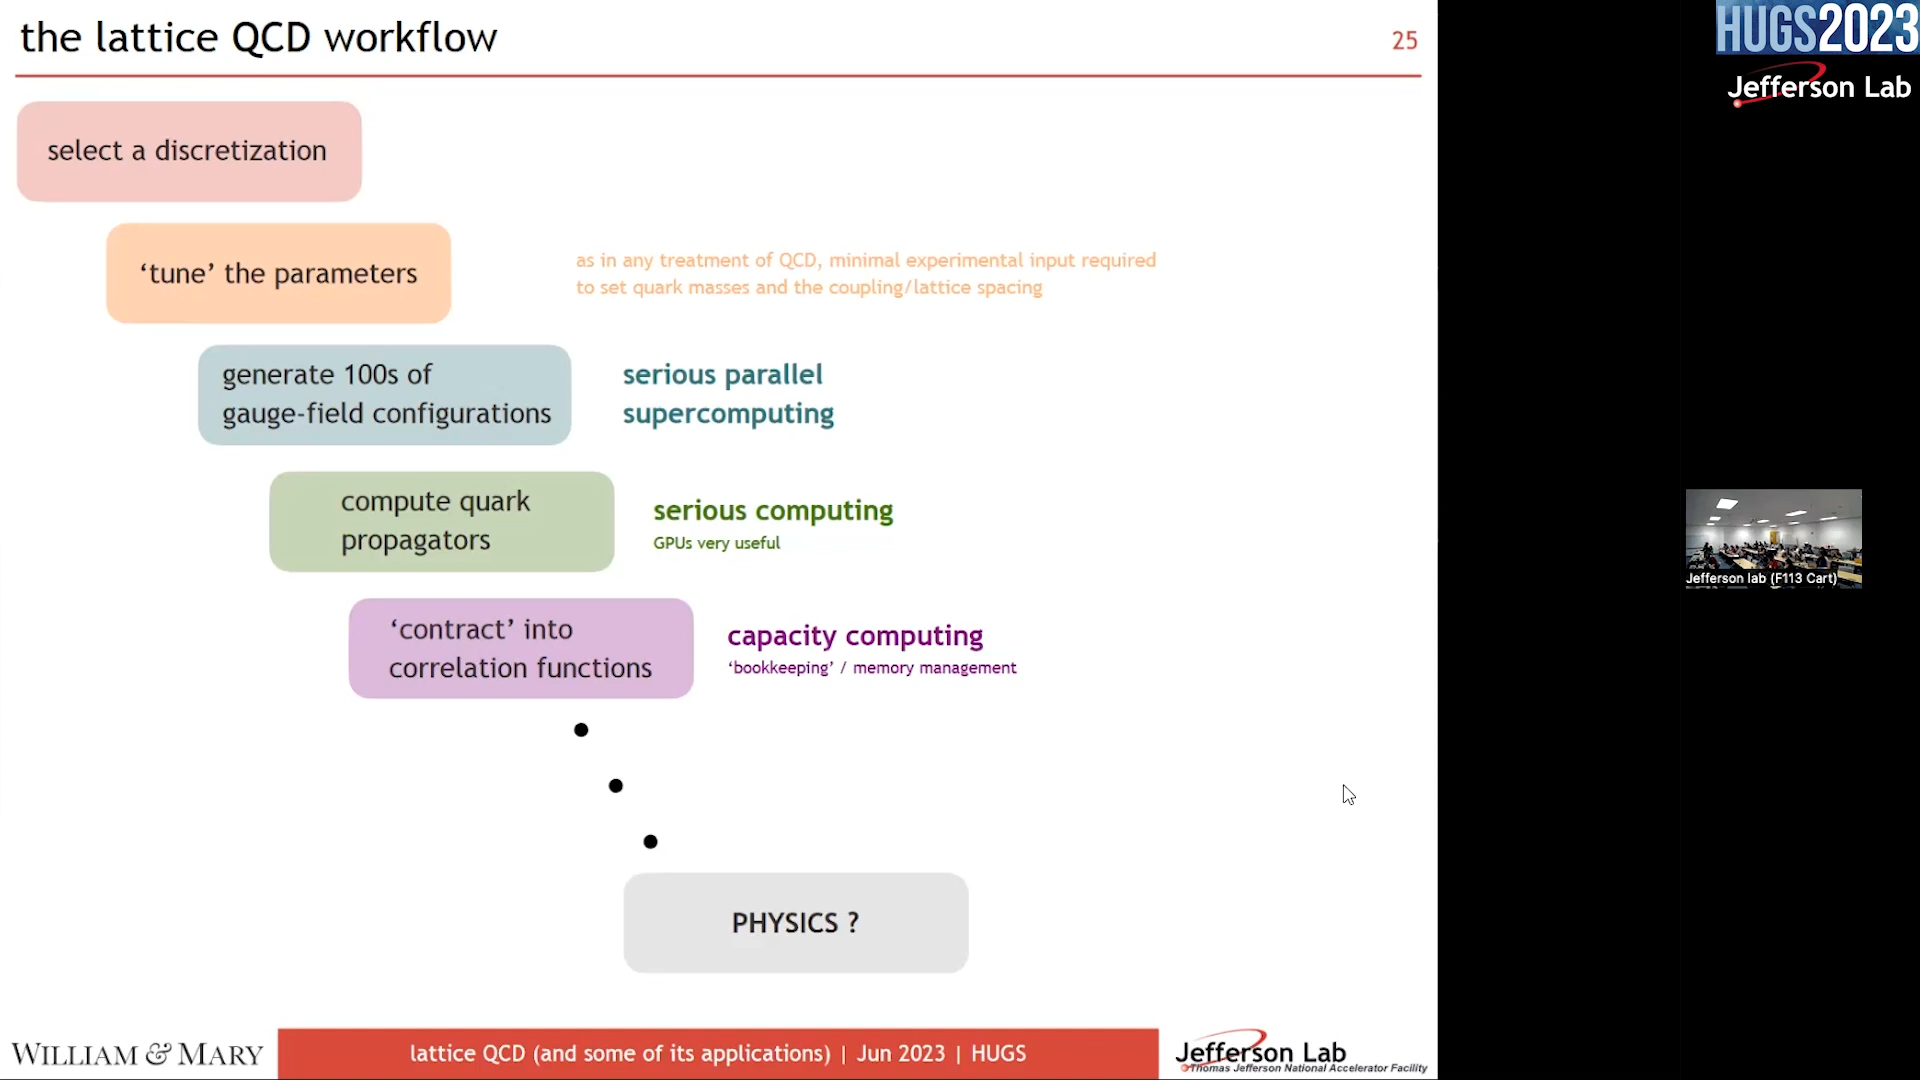 the lattice QCD workflow
25
HUGS2023
Jefferson Lab
select a discretization
‘tune’ the parameters
as in any treatment of QCD, minimal experimental input required
to set quark masses and the coupling/lattice spacing
generate 100s of
gauge-field configurations
serious parallel
supercomputing
compute quark
propagators
serious computing
GPUs very useful
‘contract’ into
correlation functions
capacity computing
‘bookkeeping’ / memory management
PHYSICS ?
Jefferson lab (F113 Cart)
WILLIAM & MARY
lattice QCD (and some of its applications) | Jun 2023 | HUGS
Jefferson Lab
Thomas Jefferson National Accelerator Facility